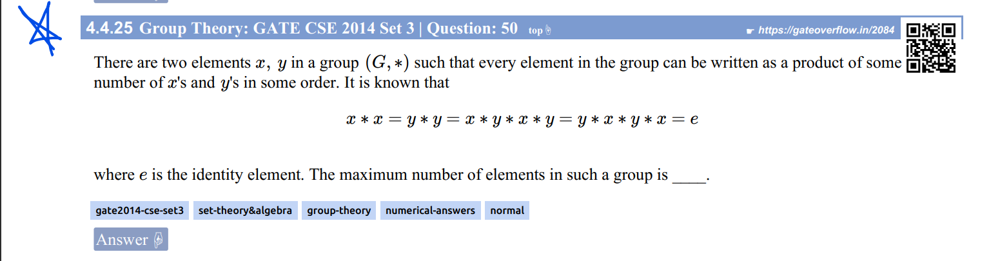 4.4.25 Group Theory: GATE CSE 2014 Set 3 | Question: 50 top☝ ☛ https://gateoverflow.in/2084
There are two elements x, y in a group (G, ∗) such that every element in the group can be written as a product of some
number of x's and y's in some order. It is known that
x ∗ x = y ∗ y = x ∗ y ∗ x ∗ y = y ∗ x ∗ y ∗ x = e
where e is the identity element. The maximum number of elements in such a group is ____.
gate2014-cse-set3 set-theory&algebra group-theory numerical-answers normal
Answer ☟